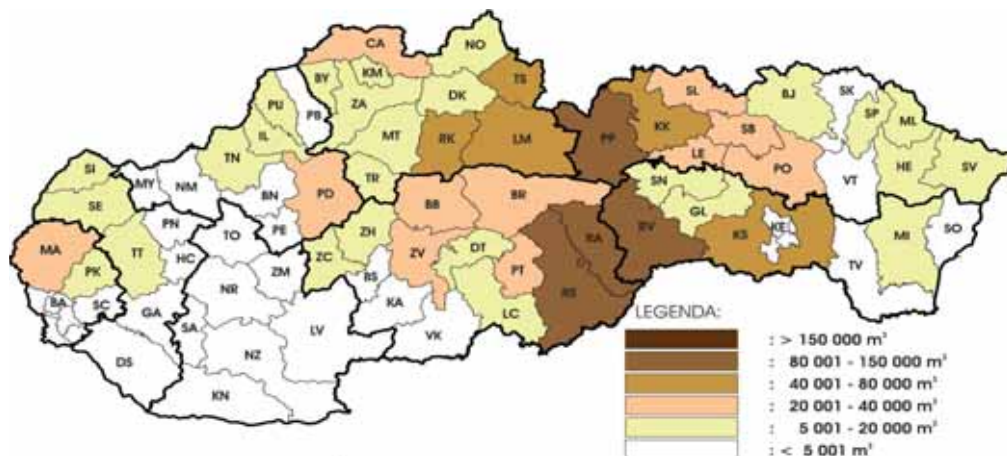 CA
NO
BY
KM
TS
PU
PB
ZA
DK
SL
BJ
SK
SP
ML
IL
MT
RK
LM
PP
KK
SB
TN
LE
PO
HE
SV
SI
MY
NM
BN
PD
TR
SN
VT
SE
PE
BB
BR
GL
PN
TO
ZH
RA
RV
KS
KE
MI
SO
MA
TT
HC
ZM
ZC
ZV
DT
PT
TV
PK
BS
RS
BA
SC
GA
NR
KA
LC
SA
LV
VK
DS
NZ
KN
LEGENDA:
: > 150 000 m³
: 80 001 - 150 000 m³
: 40 001 - 80 000 m³
: 20 001 - 40 000 m³
: 5 001 - 20 000 m³
: < 5 001 m³